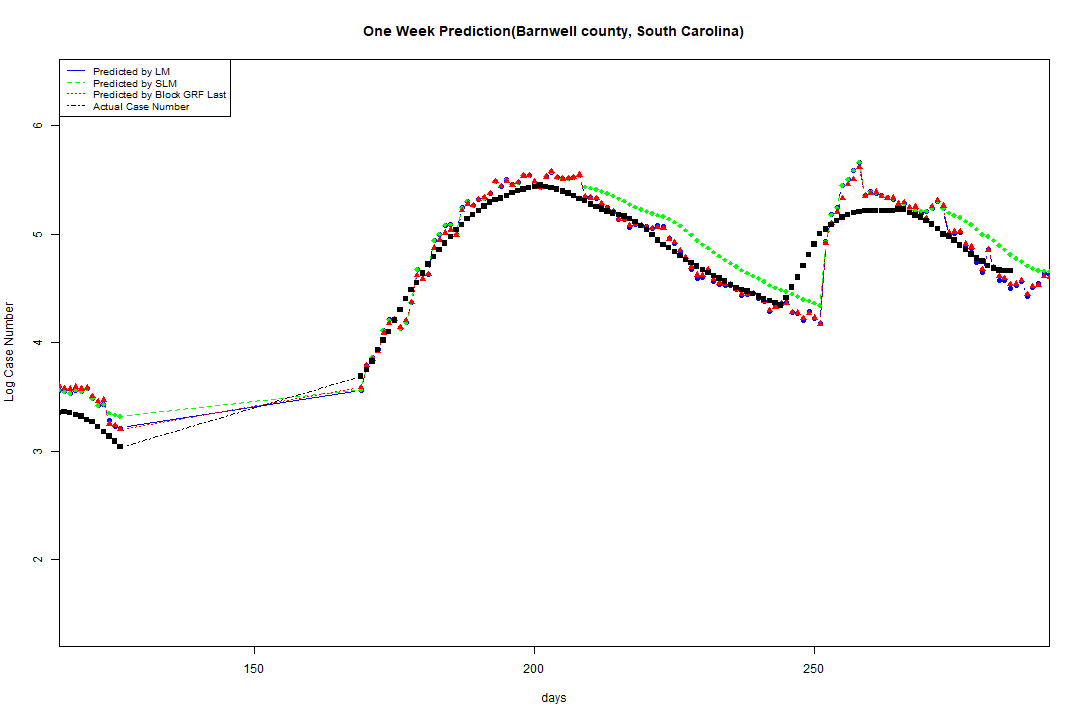 One Week Prediction(Barnwell county, South Carolina)
Predicted by LM
Predicted by SLM
Predicted by Block GRF Last
Actual Case Number
6
5
4
3
2
Log Case Number
150
200
250
days